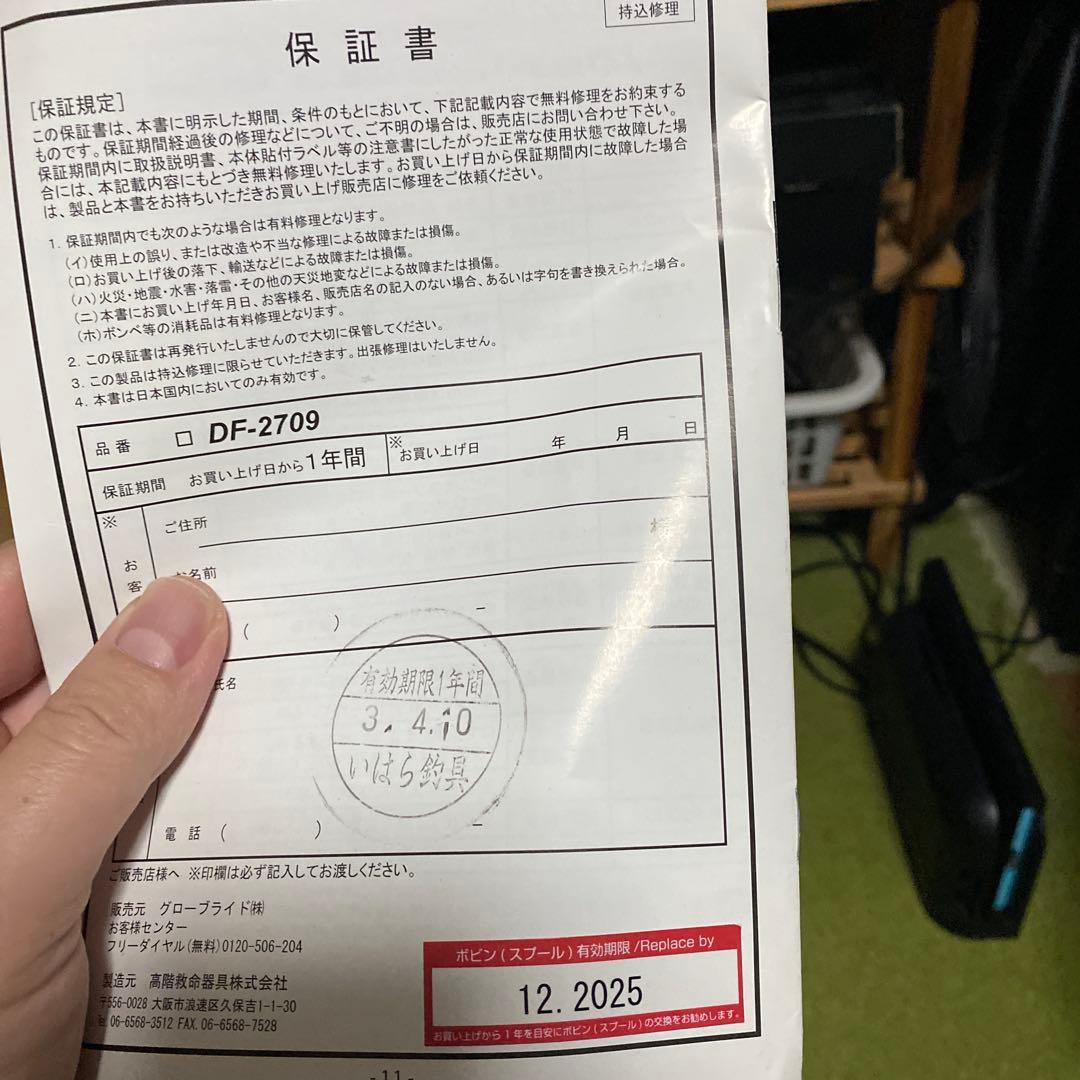 持込修理
保証書
[保証規定]
この保証書は、本書に明示した期間、条件のもとにおいて、下記記載内容で無料修理をお約束する
ものです。保証期間経過後の修理などについて、ご不明の場合は、販売店にお問い合わせ下さい。
保証期間内に取扱説明書、本体貼付ラベル等の注意書にしたがった正常な使用状態で故障した場
合には、本記載内容にもとづき無料修理いたします。お買い上げ日から保証期間内に故障した場合
は、製品と本書をお持ちいただきお買い上げ販売店に修理をご依頼ください。
1. 保証期間内でも次のような場合は有料修理となります。
(イ)使用上の誤り、または改造や不当な修理による故障または損傷。
(ロ)お買い上げ後の落下、輸送などによる故障または損傷。
(ハ)火災・地震・水害・落雷・その他の天災地変などによる故障または損傷。
(ニ)本書にお買い上げ年月日、お客様名、販売店名の記入のない場合、あるいは字句を書き換えられた場合。
(ホ)ボンベ等の消耗品は有料修理となります。
2. この保証書は再発行いたしませんので大切に保管してください。
3. この製品は持込修理に限らせていただきます。出張修理はいたしません。
4. 本書は日本国内においてのみ有効です。
品番 □ DF-2709
保証期間 お買い上げ日から1年間 ※お買い上げ日 年 月 日
※
お客
ご住所
お名前 様
( ) −
氏名
有効期限1年間
3. 4.10
いはら釣具
電話 ( ) −
ご販売店様へ ※印欄は必ず記入してお渡しください。
販売元 グローブライド㈱
お客様センター
フリーダイヤル(無料)0120-506-204
製造元 高階救命器具株式会社
〒556-0028 大阪市浪速区久保吉1-1-30
Tel.06-6568-3512 FAX.06-6568-7528
ボビン(スプール)有効期限/Replace by
12.2025
お買い上げから1年を目安にボビン(スプール)の交換をお勧めします。
-11-